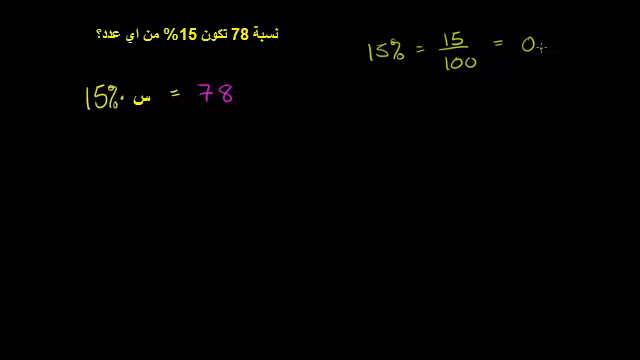 نسبة 78 تكون 15% من اي عدد؟
15% = 15/100 = 0.
15% · س = 78